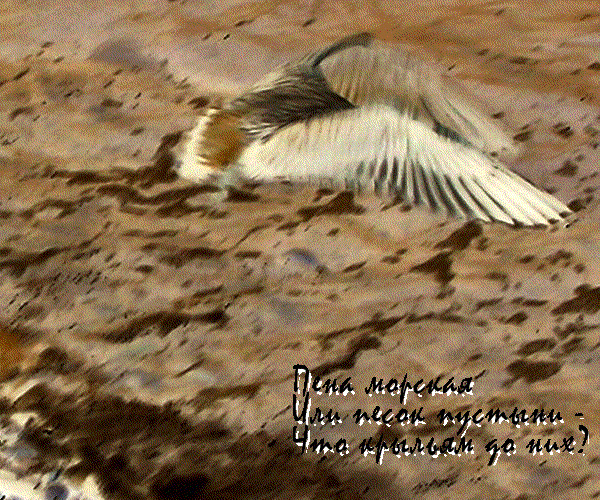 Пена морская
Или песок пустыни -
Что крыльям до них?